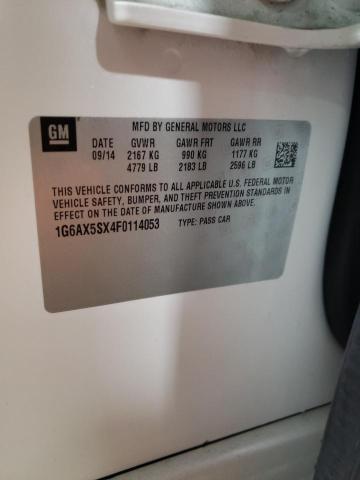 GM
MFD BY GENERAL MOTORS LLC
DATE GVWR GAWR FRT GAWR RR
09/14 2167 KG 990 KG 1177 KG
4779 LB 2183 LB 2596 LB
THIS VEHICLE CONFORMS TO ALL APPLICABLE U.S. FEDERAL MOTOR
VEHICLE SAFETY, BUMPER, AND THEFT PREVENTION STANDARDS IN
EFFECT ON THE DATE OF MANUFACTURE SHOWN ABOVE.
1G6AX5SX4F0114053 TYPE: PASS CAR